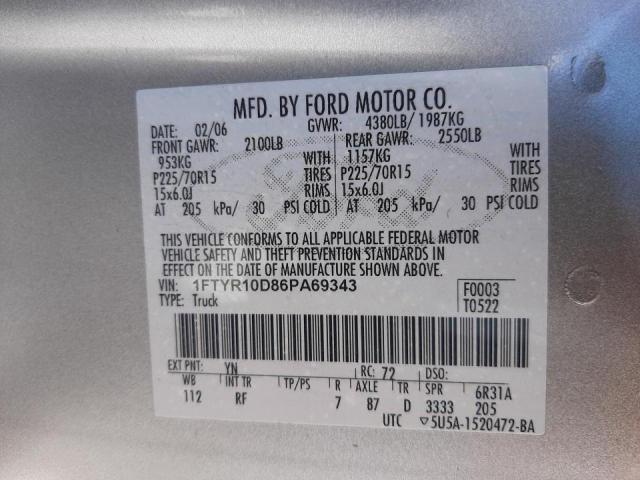 MFD. BY FORD MOTOR CO.
DATE: 02/06 GVWR: 4380LB/ 1987KG
FRONT GAWR: 2100LB REAR GAWR: 2550LB
953KG WITH 1157KG WITH
P225/70R15 TIRES P225/70R15 TIRES
15x6.0J RIMS 15x6.0J RIMS
AT 205 kPa/ 30 PSI COLD AT 205 kPa/ 30 PSI COLD
THIS VEHICLE CONFORMS TO ALL APPLICABLE FEDERAL MOTOR
VEHICLE SAFETY AND THEFT PREVENTION STANDARDS IN
EFFECT ON THE DATE OF MANUFACTURE SHOWN ABOVE.
VIN: 1FTYR10D86PA69343 F0003
TYPE: Truck T0522
EXT PNT: YN RC: 72 DSO:
WB INT TR TP/PS R AXLE TR SPR 6R31A
112 RF 7 87 D 3333 205
UTC ▽5U5A-1520472-BA